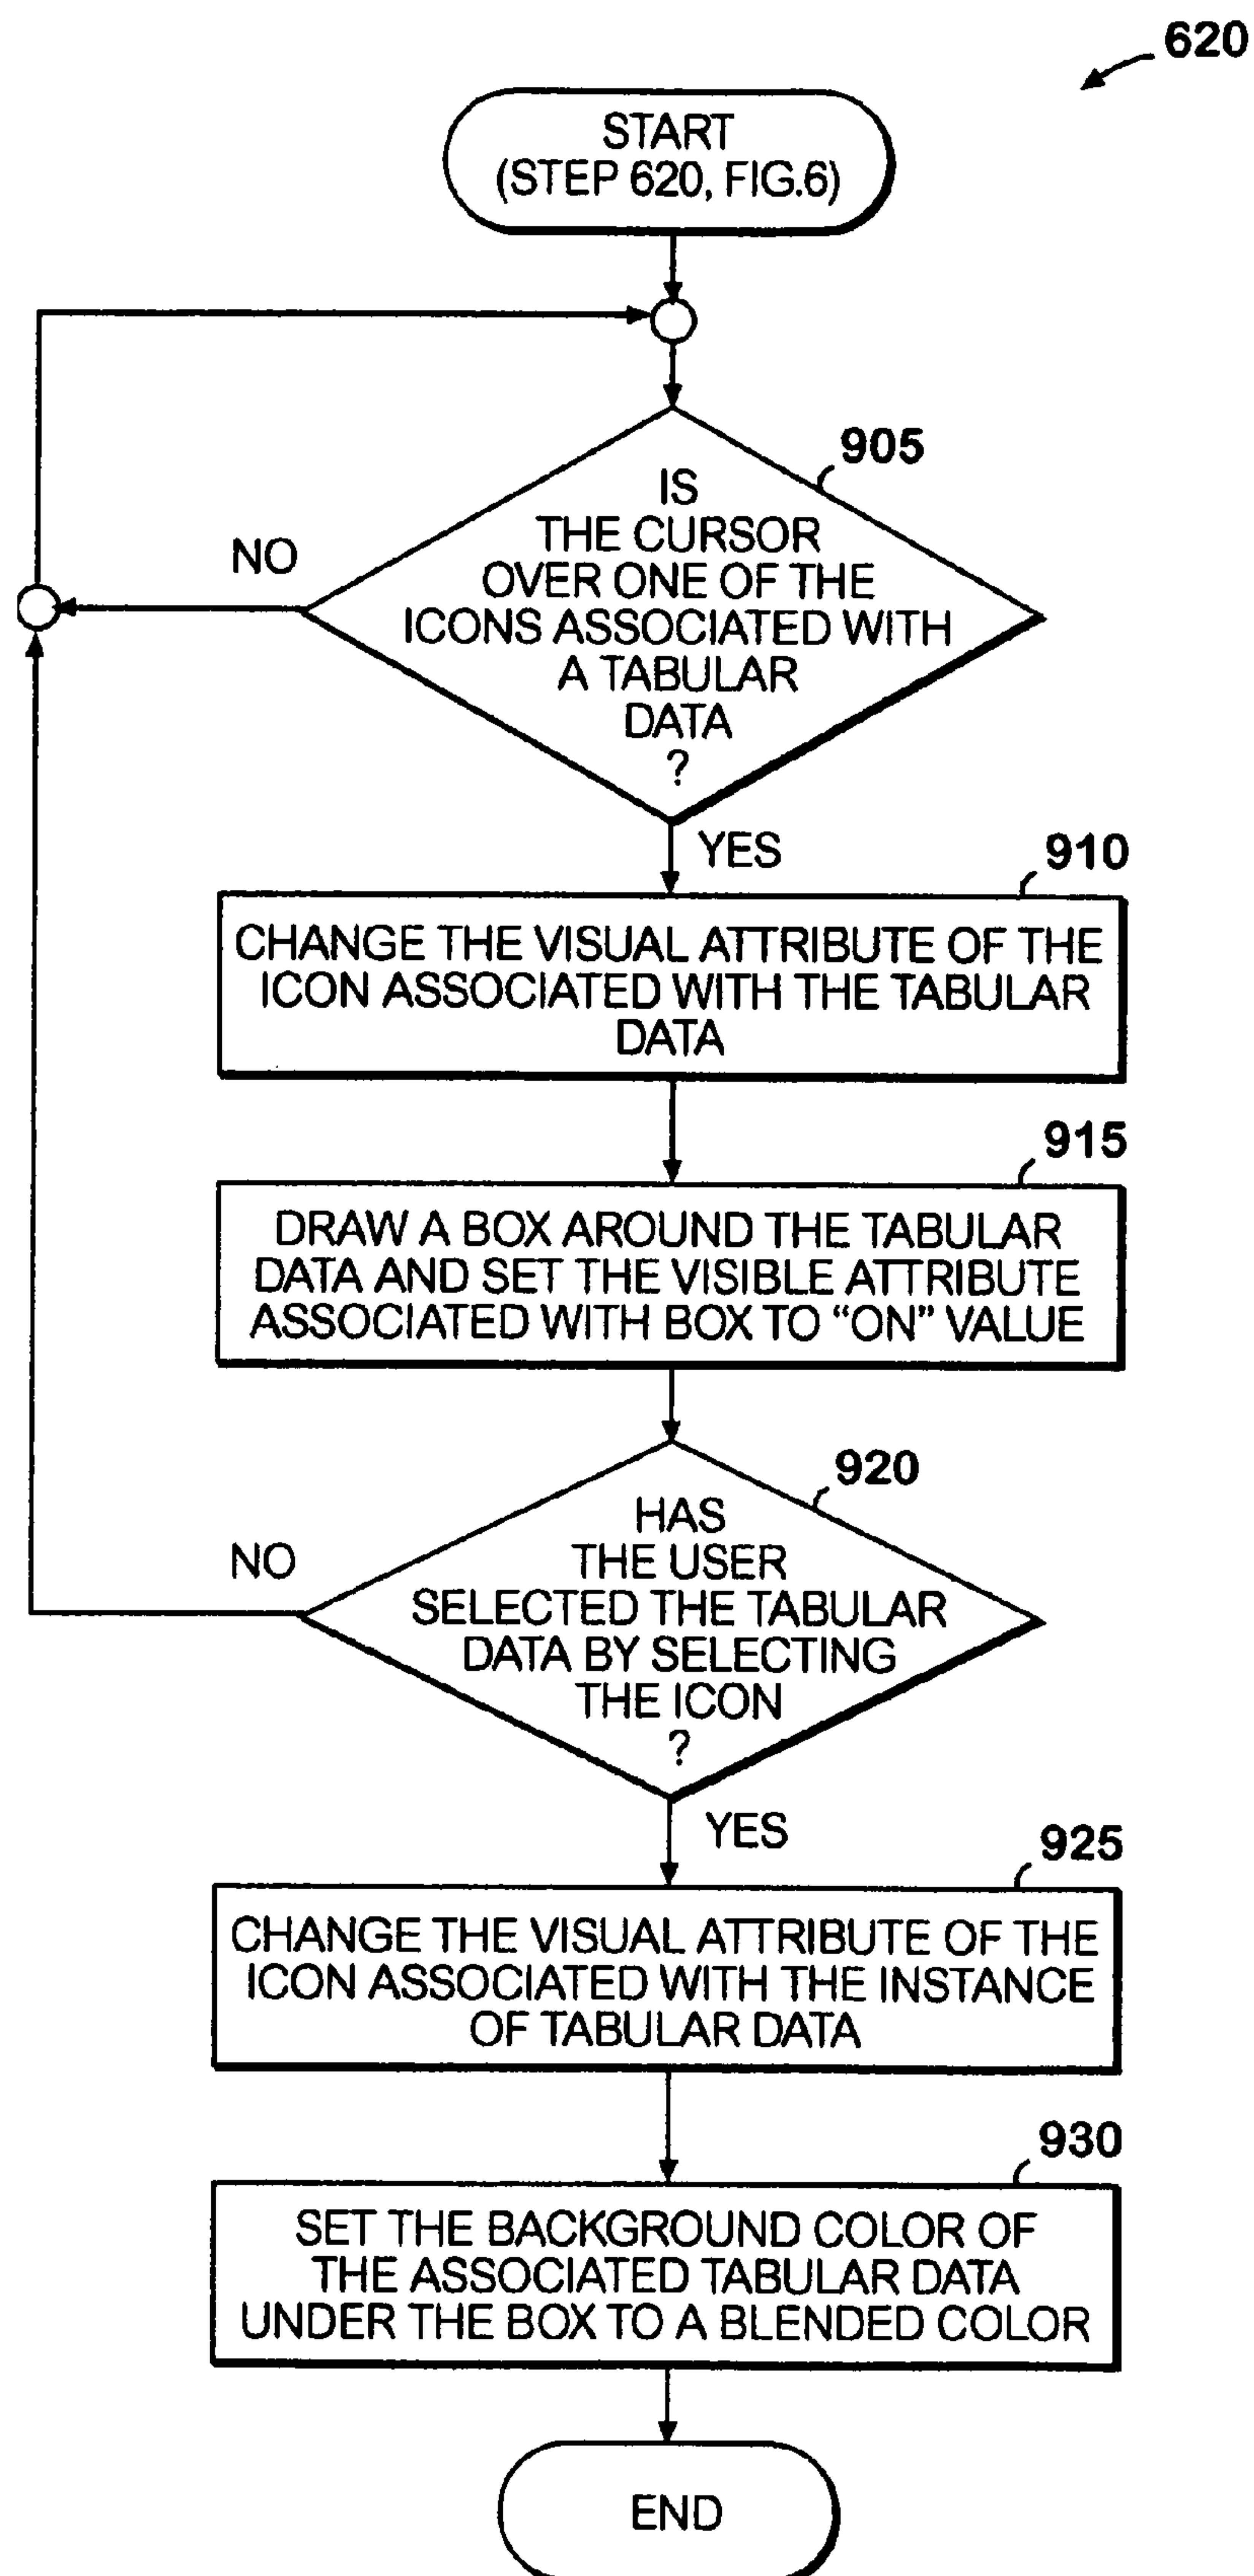 620
START
(STEP 620, FIG.6)
905
IS
THE CURSOR
OVER ONE OF THE
ICONS ASSOCIATED WITH
A TABULAR
DATA
?
NO
YES
910
CHANGE THE VISUAL ATTRIBUTE OF THE
ICON ASSOCIATED WITH THE TABULAR
DATA
915
DRAW A BOX AROUND THE TABULAR
DATA AND SET THE VISIBLE ATTRIBUTE
ASSOCIATED WITH BOX TO “ON” VALUE
920
HAS
THE USER
SELECTED THE TABULAR
DATA BY SELECTING
THE ICON
?
NO
YES
925
CHANGE THE VISUAL ATTRIBUTE OF THE
ICON ASSOCIATED WITH THE INSTANCE
OF TABULAR DATA
930
SET THE BACKGROUND COLOR OF
THE ASSOCIATED TABULAR DATA
UNDER THE BOX TO A BLENDED COLOR
END